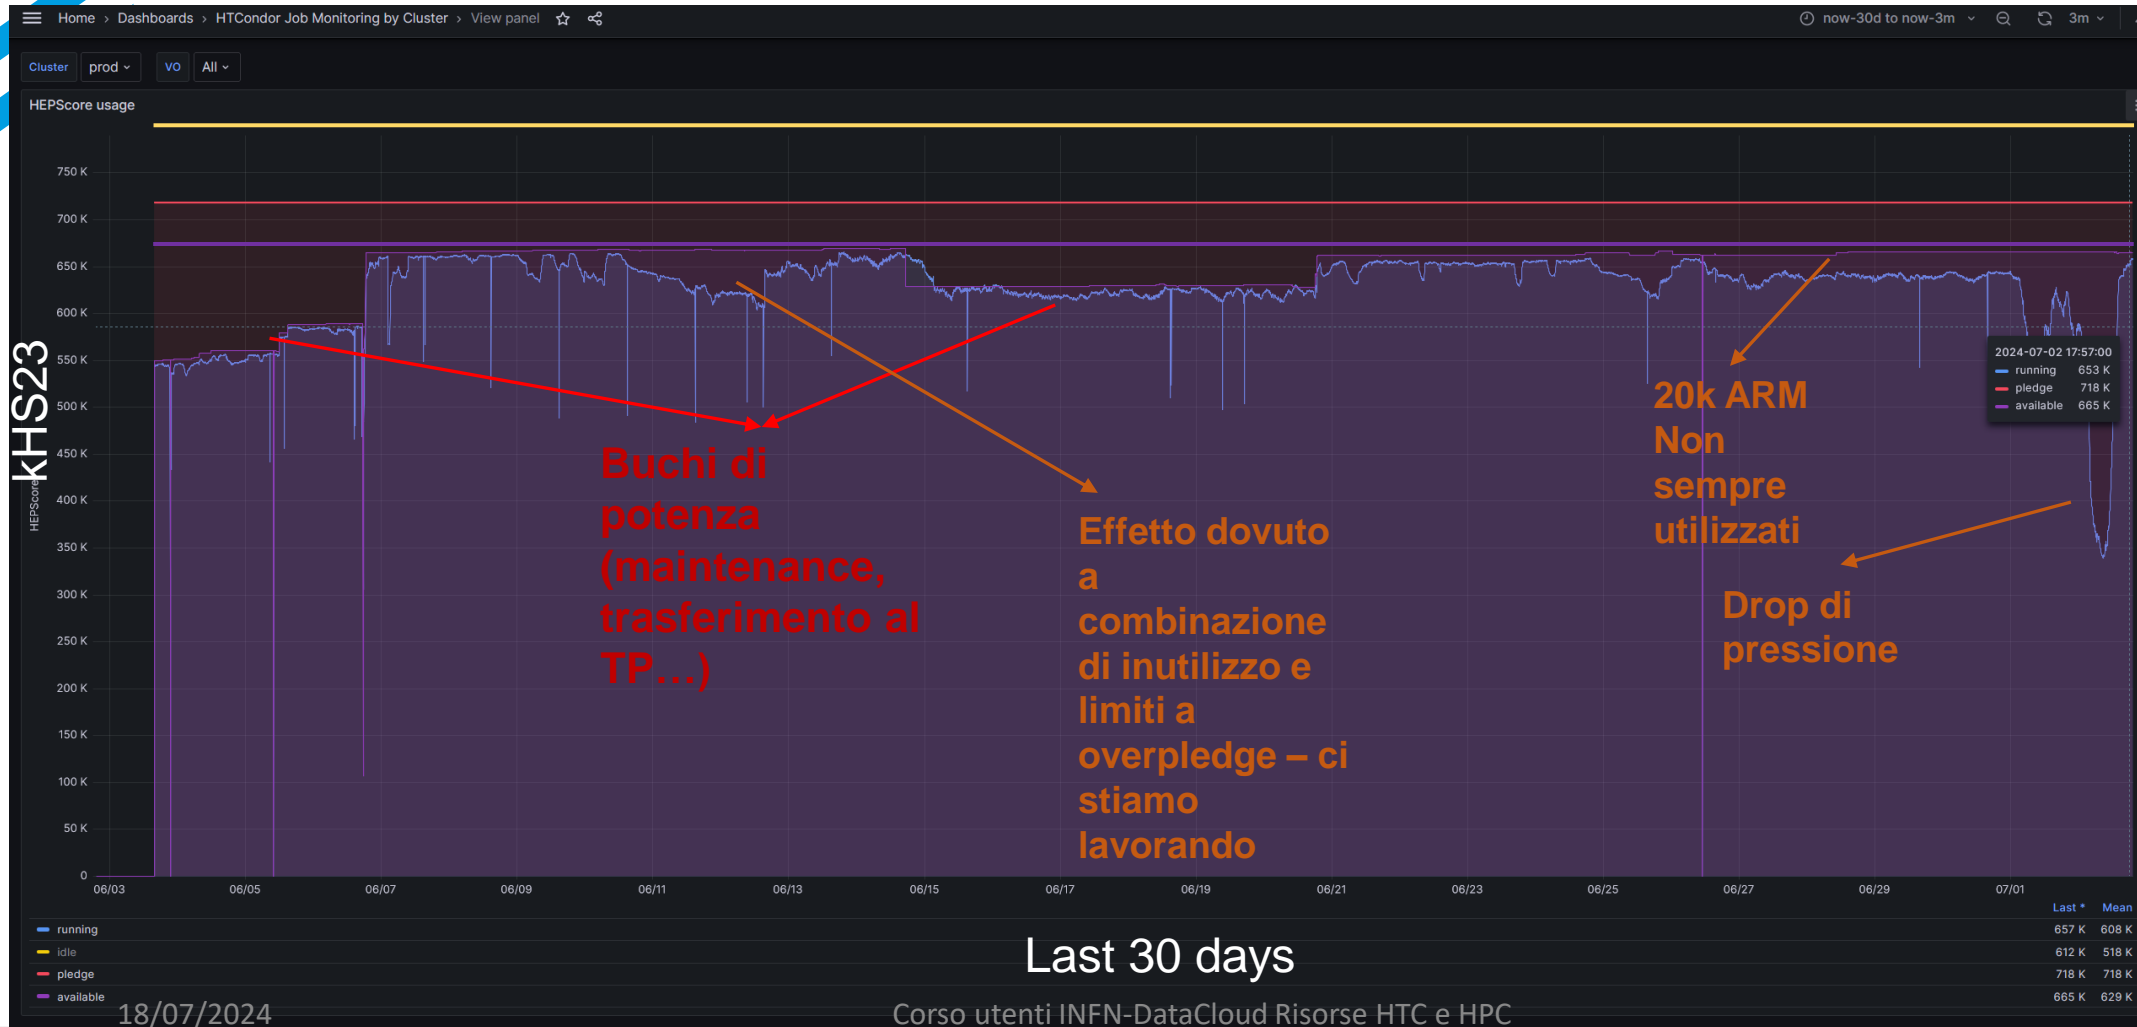 Home › Dashboards › HTCondor Job Monitoring by Cluster › View panel
now-30d to now-3m
3m
Cluster
prod
VO
All
HEPScore usage
750 K
700 K
650 K
600 K
550 K
500 K
450 K
400 K
350 K
300 K
250 K
200 K
150 K
100 K
50 K
0
kHS23
HEPScore
2024-07-02 17:57:00
running 653 K
pledge 718 K
available 665 K
Buchi di
potenza
(maintenance,
trasferimento al
TP…)
Effetto dovuto
a
combinazione
di inutilizzo e
limiti a
overpledge – ci
stiamo
lavorando
20k ARM
Non
sempre
utilizzati
Drop di
pressione
06/03 06/05 06/07 06/09 06/11 06/13 06/15 06/17 06/19 06/21 06/23 06/25 06/27 06/29 07/01
Last * Mean
running 657 K 608 K
idle 612 K 518 K
pledge 718 K 718 K
available 665 K 629 K
Last 30 days
18/07/2024
Corso utenti INFN-DataCloud Risorse HTC e HPC